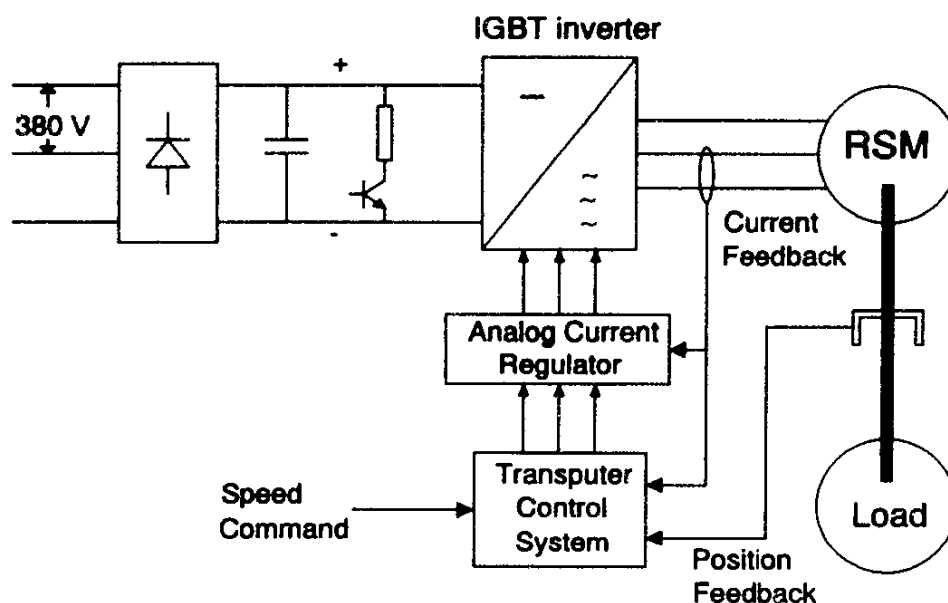 IGBT inverter
+
380 V
RSM
~
~
~
-
Current
Feedback
Analog Current
Regulator
Transputer
Control
System
Speed
Command
Load
Position
Feedback